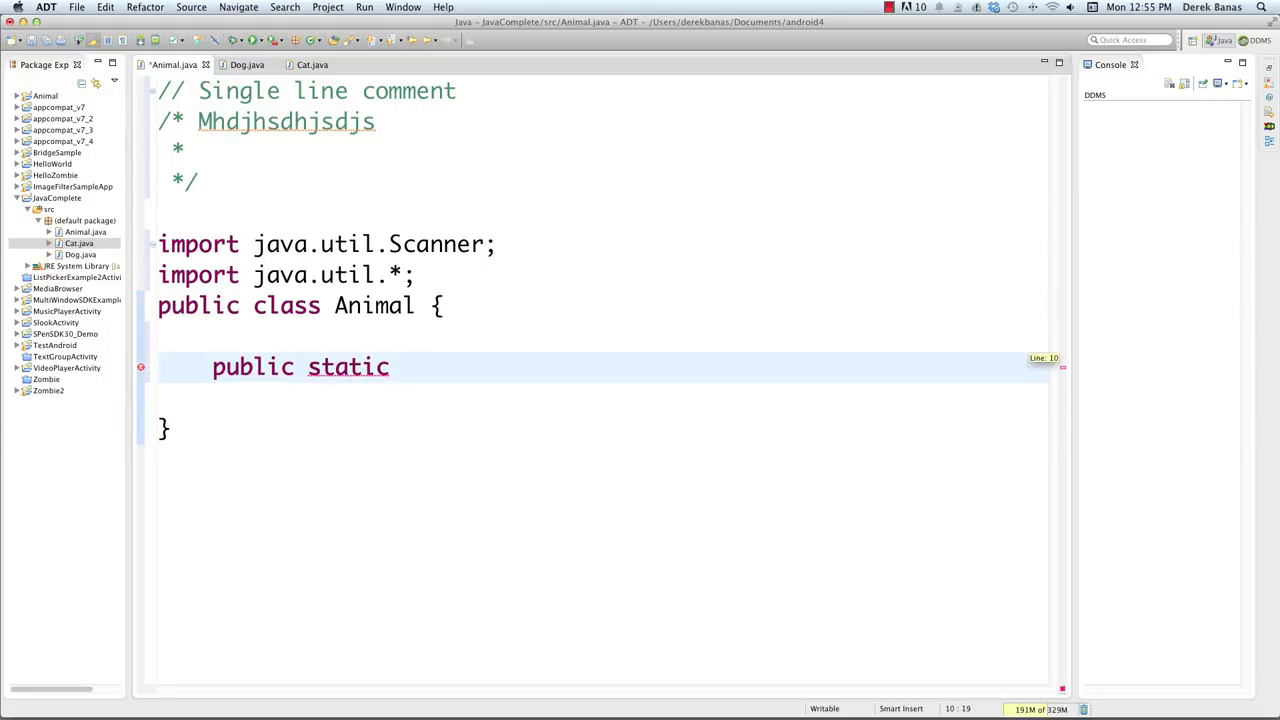 ADT File Edit Refactor Source Navigate Search Project Run Window Help 10 Mon 12:55 PM Derek Banas
Java - JavaComplete/src/Animal.java - ADT - /Users/derekbanas/Documents/android4
Quick Access Java DDMS
Package Exp
*Animal.java Dog.java Cat.java
Console
DDMS
Animal
appcompat_v7
appcompat_v7_2
appcompat_v7_3
appcompat_v7_4
BridgeSample
HelloWorld
HelloZombie
ImageFilterSampleApp
JavaComplete
src
(default package)
Animal.java
Cat.java
Dog.java
JRE System Library [Ja
ListPickerExample2Activi
MediaBrowser
MultiWindowSDKExample
MusicPlayerActivity
SlookActivity
SPenSDK30_Demo
TestAndroid
TextGroupActivity
VideoPlayerActivity
Zombie
Zombie2
// Single line comment
/* Mhdjhsdhjsdjs
*
*/
import java.util.Scanner;
import java.util.*;
public class Animal {
public static
Line: 10
}
Writable Smart Insert 10 : 19 191M of 329M